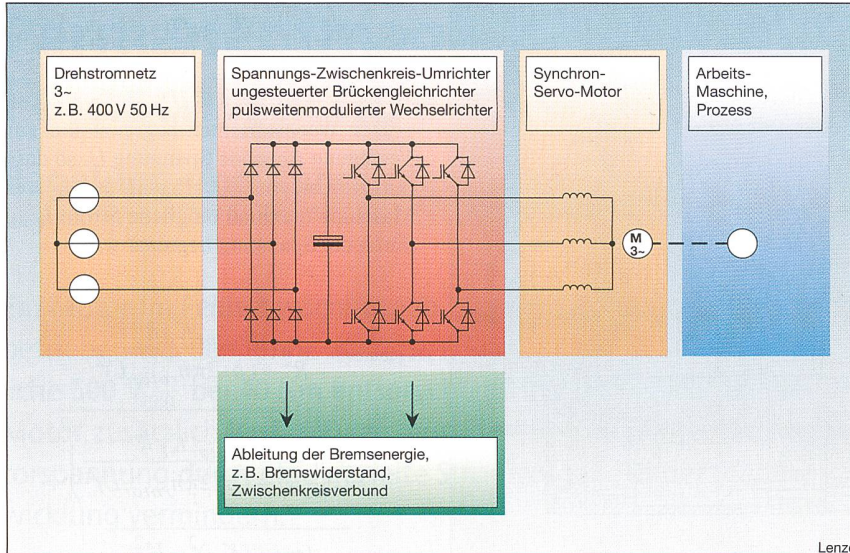 Drehstromnetz
3~
z.B. 400 V 50 Hz
Spannungs-Zwischenkreis-Umrichter
ungesteuerter Brückengleichrichter
pulsweitenmodulierter Wechselrichter
Synchron-
Servo-Motor
Arbeits-
Maschine,
Prozess
M
3~
Ableitung der Bremsenergie,
z.B. Bremswiderstand,
Zwischenkreisverbund
Lenze